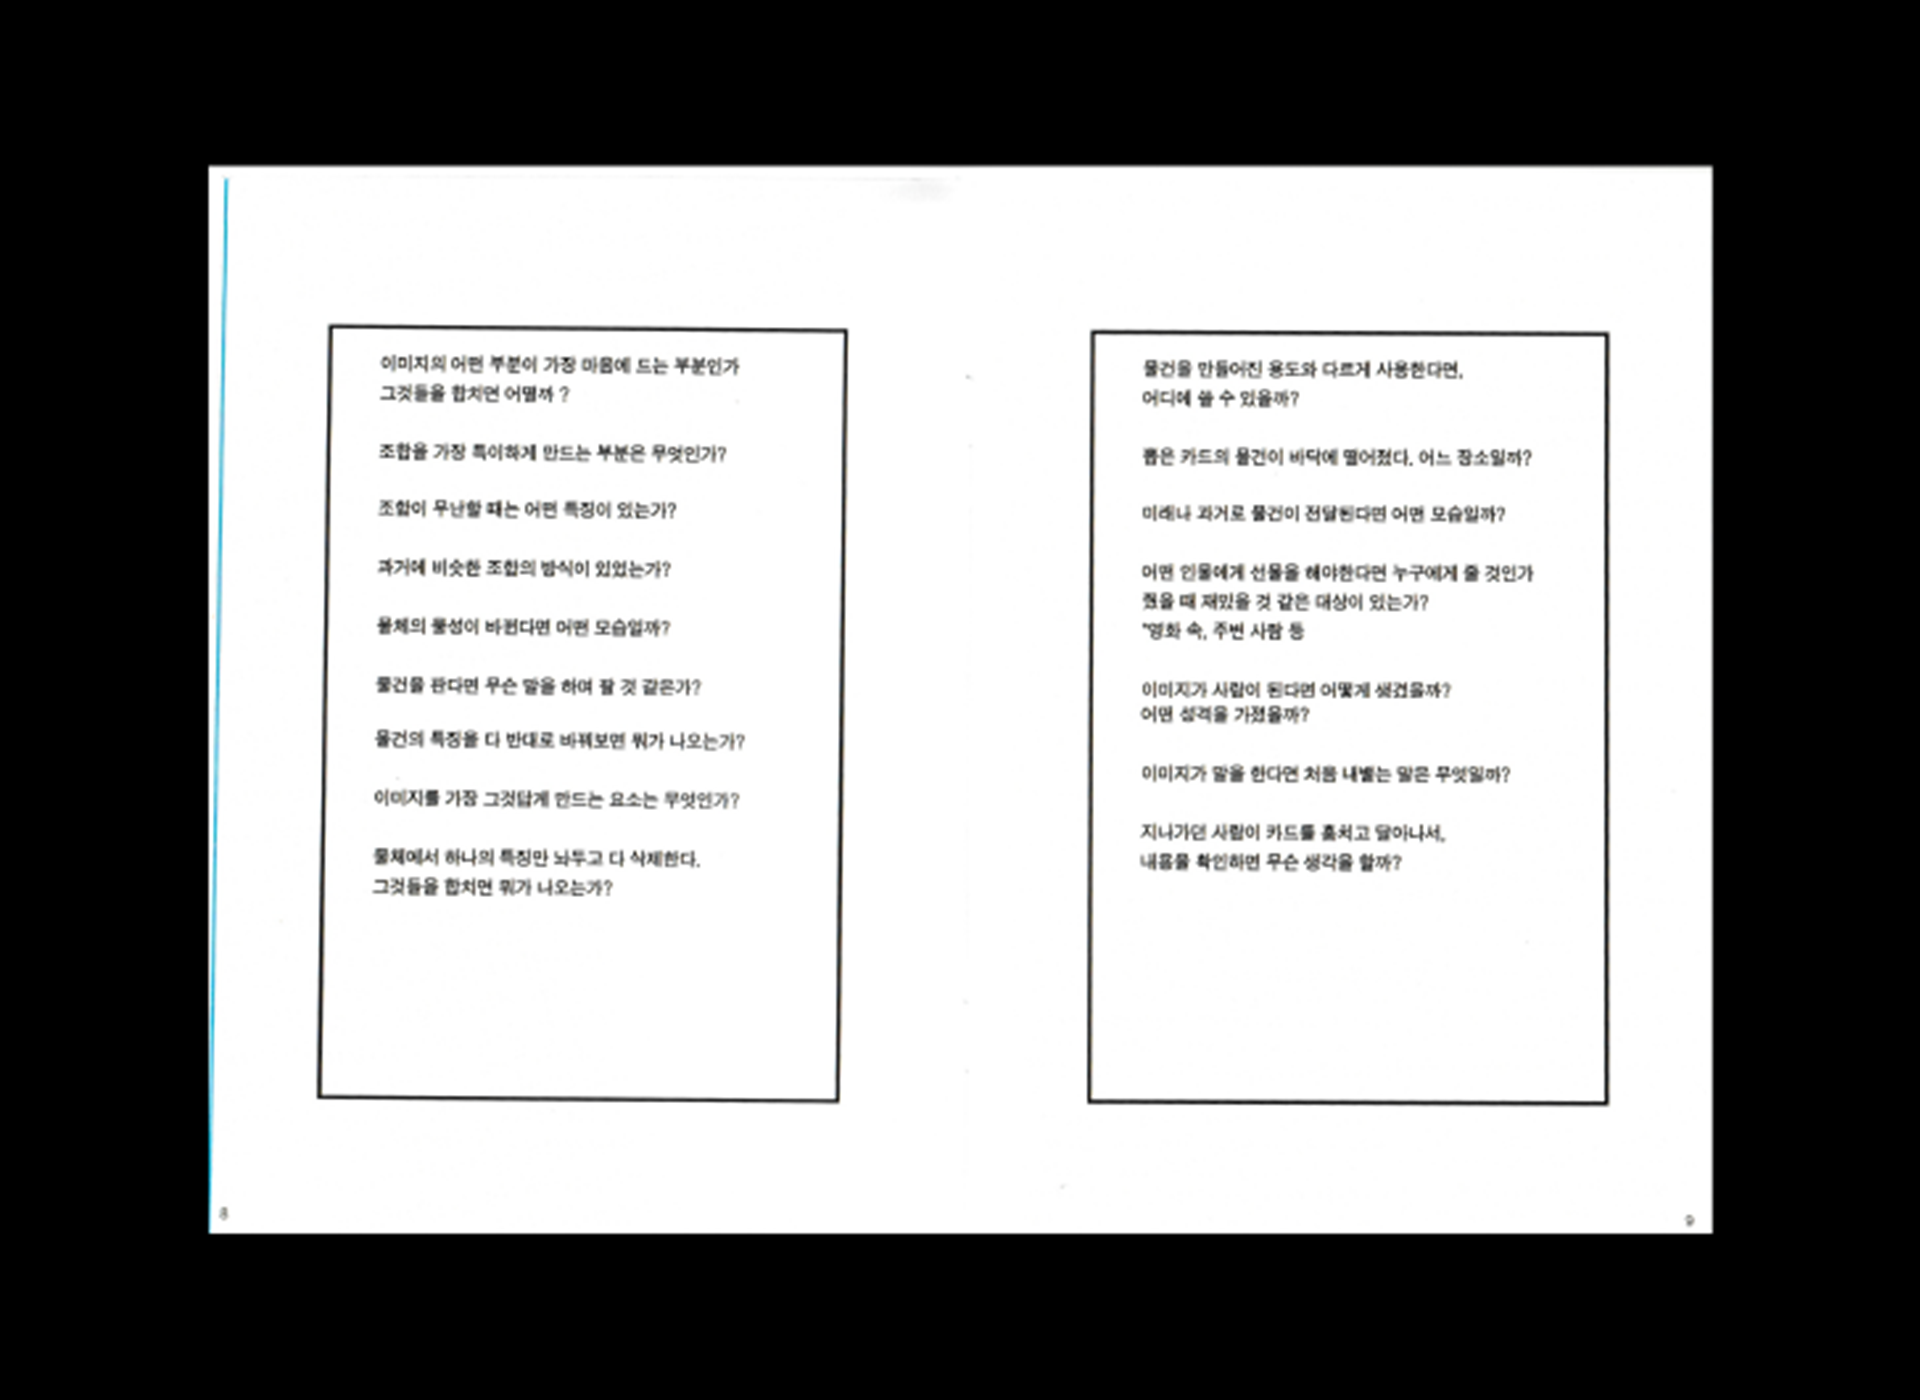 이미지의 어떤 부분이 가장 마음에 드는 부분인가
그것들을 합치면 어떨까 ?
조합을 가장 특이하게 만드는 부분은 무엇인가?
조합이 무난할 때는 어떤 특징이 있는가?
과거에 비슷한 조합의 방식이 있었는가?
물체의 물성이 바뀐다면 어떤 모습일까?
물건을 판다면 무슨 말을 하며 팔 것 같은가?
물건의 특징을 다 반대로 바꿔보면 뭐가 나오는가?
이미지를 가장 그것답게 만드는 요소는 무엇인가?
물체에서 하나의 특징만 놔두고 다 삭제한다.
그것들을 합치면 뭐가 나오는가?
8
물건을 만들어진 용도와 다르게 사용한다면,
어디에 쓸 수 있을까?
뽑은 카드의 물건이 바닥에 떨어졌다. 어느 장소일까?
미래나 과거로 물건이 전달된다면 어떤 모습일까?
어떤 인물에게 선물을 해야한다면 누구에게 줄 것인가
줬을 때 재밌을 것 같은 대상이 있는가?
"영화 속, 주변 사람 등
이미지가 사람이 된다면 어떻게 생겼을까?
어떤 성격을 가졌을까?
이미지가 말을 한다면 처음 내뱉는 말은 무엇일까?
지나가던 사람이 카드를 훔치고 달아나서,
내용을 확인하면 무슨 생각을 할까?
9